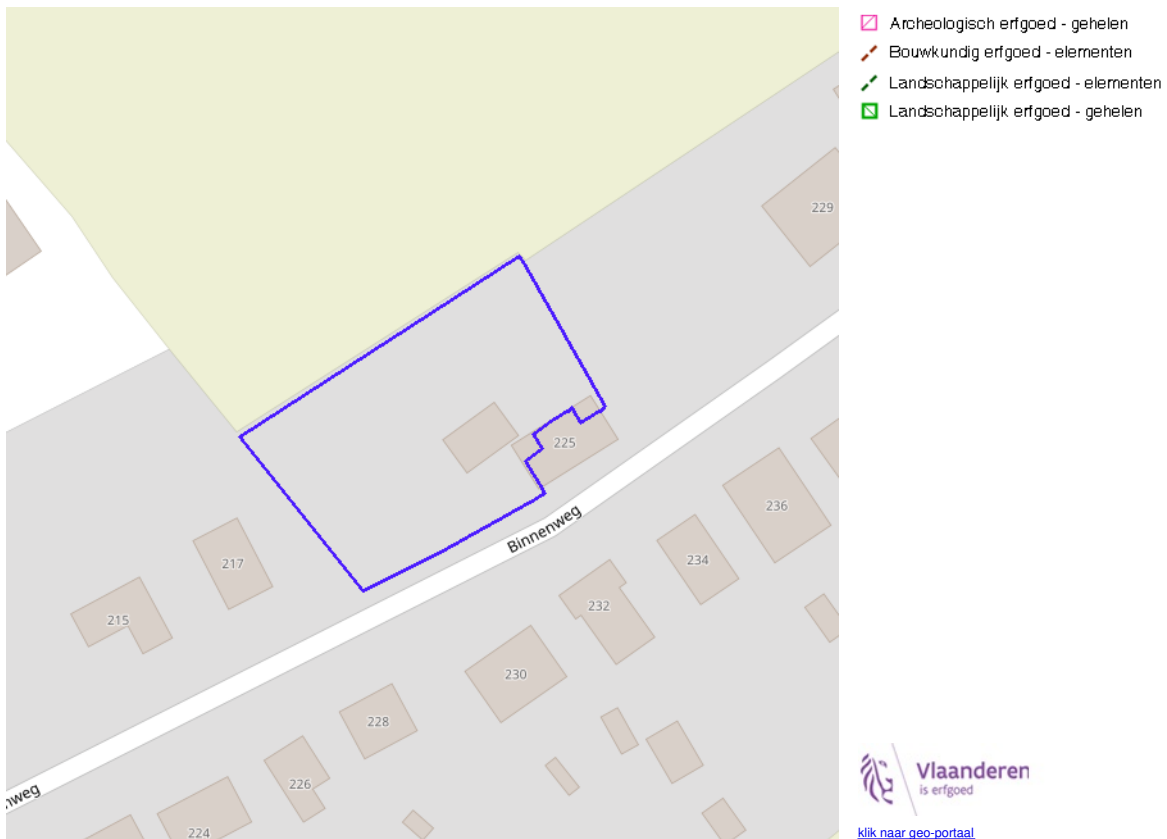 Archeologisch erfgoed - gehelen
Bouwkundig erfgoed - elementen
Landschappelijk erfgoed - elementen
Landschappelijk erfgoed - gehelen
229
225
Binnenweg
236
217
234
232
215
230
228
226
nweg
224
Vlaanderen
is erfgoed
klik naar geo-portaal